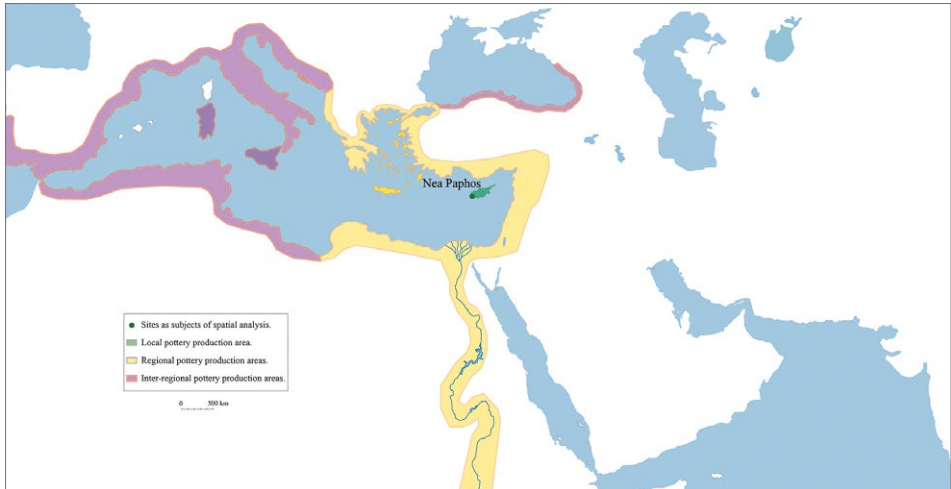 Nea Paphos
Sites as subjects of spatial analysis.
Local pottery production area.
Regional pottery production areas.
Inter-regional pottery production areas.
0 500 km